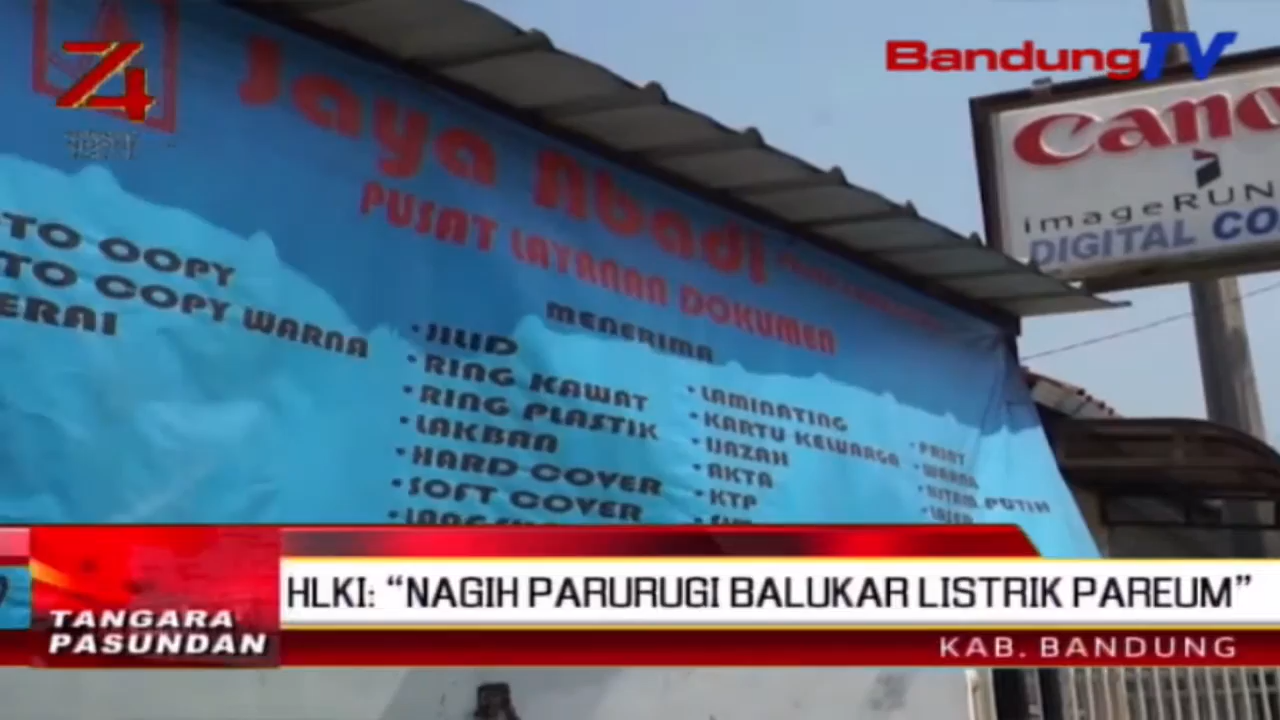 74
BandungTV
Jaya Abadi
PUSAT LAYANAN DOKUMEN
MENERIMA
TO COPY
TO COPY WARNA
ERAI
• JILID
• RING KAWAT
• RING PLASTIK
• LAKBAN
• HARD COVER
• SOFT COVER
• LAMINATING
• KARTU KELUARGA
• IJAZAH
• AKTA
• KTP
• PRINT
• WARNA
• HITAM PUTIH
Cano
imageRUN
DIGITAL CO
HLKI: “NAGIH PARURUGI BALUKAR LISTRIK PAREUM”
TANGARA
PASUNDAN
KAB. BANDUNG